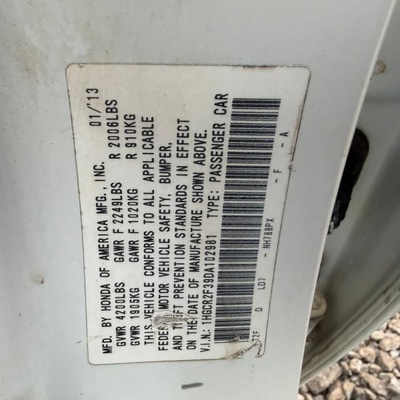 MFD. BY HONDA OF AMERICA MFG., INC. 01/'13
GVWR 4200LBS GAWR F 2249LBS R 2006LBS
GVWR 1905KG GAWR F 1020KG R 910KG
THIS VEHICLE CONFORMS TO ALL APPLICABLE
FEDERAL MOTOR VEHICLE SAFETY, BUMPER,
AND THEFT PREVENTION STANDARDS IN EFFECT
ON THE DATE OF MANUFACTURE SHOWN ABOVE.
V.I.N.: 1HGCR2F39DA102981 TYPE: PASSENGER CAR
D LD7 NH788PX - F - A